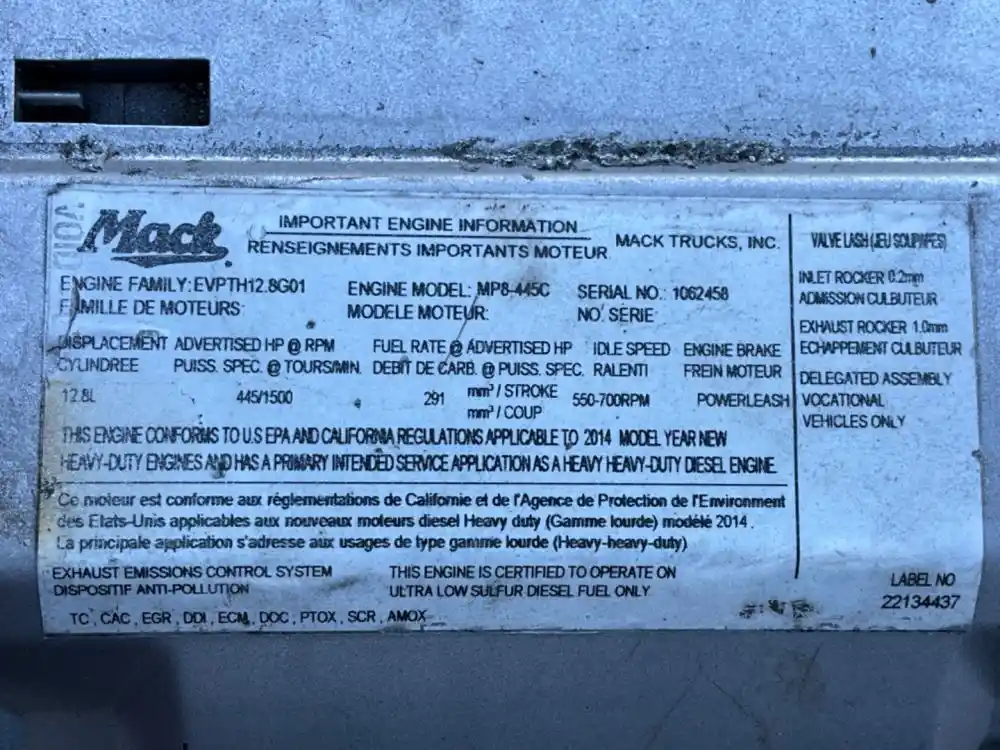 Mack
IMPORTANT ENGINE INFORMATION
RENSEIGNEMENTS IMPORTANTS MOTEUR
MACK TRUCKS, INC.
ENGINE FAMILY: EVPTH12.8G01
FAMILLE DE MOTEURS:
ENGINE MODEL: MP8-445C
MODELE MOTEUR:
SERIAL NO.: 1062458
NO. SERIE
DISPLACEMENT ADVERTISED HP @ RPM FUEL RATE @ ADVERTISED HP IDLE SPEED ENGINE BRAKE
CYLINDREE PUISS. SPEC. @ TOURS/MIN. DEBIT DE CARB. @ PUISS. SPEC. RALENTI FREIN MOTEUR
12.8L 445/1500 291 mm³ / STROKE 550-700RPM POWERLEASH
mm³ / COUP
THIS ENGINE CONFORMS TO U.S EPA AND CALIFORNIA REGULATIONS APPLICABLE TO 2014 MODEL YEAR NEW
HEAVY-DUTY ENGINES AND HAS A PRIMARY INTENDED SERVICE APPLICATION AS A HEAVY HEAVY-DUTY DIESEL ENGINE.
Ce moteur est conforme aux réglementations de Californie et de l'Agence de Protection de l'Environment
des Etats-Unis applicables aux nouveaux moteurs diesel Heavy duty (Gamme lourde) modélé 2014.
La principale application s'adresse aux usages de type gamme lourde (Heavy-heavy-duty)
EXHAUST EMISSIONS CONTROL SYSTEM
DISPOSITIF ANTI-POLLUTION
TC, CAC, EGR, DDI, ECM, DOC, PTOX, SCR, AMOX
THIS ENGINE IS CERTIFIED TO OPERATE ON
ULTRA LOW SULFUR DIESEL FUEL ONLY
VALVE LASH (JEU SOUPAPES)
INLET ROCKER 0.2mm
ADMISSION CULBUTEUR
EXHAUST ROCKER 1.0mm
ECHAPPEMENT CULBUTEUR
DELEGATED ASSEMBLY
VOCATIONAL
VEHICLES ONLY
LABEL NO
22134437